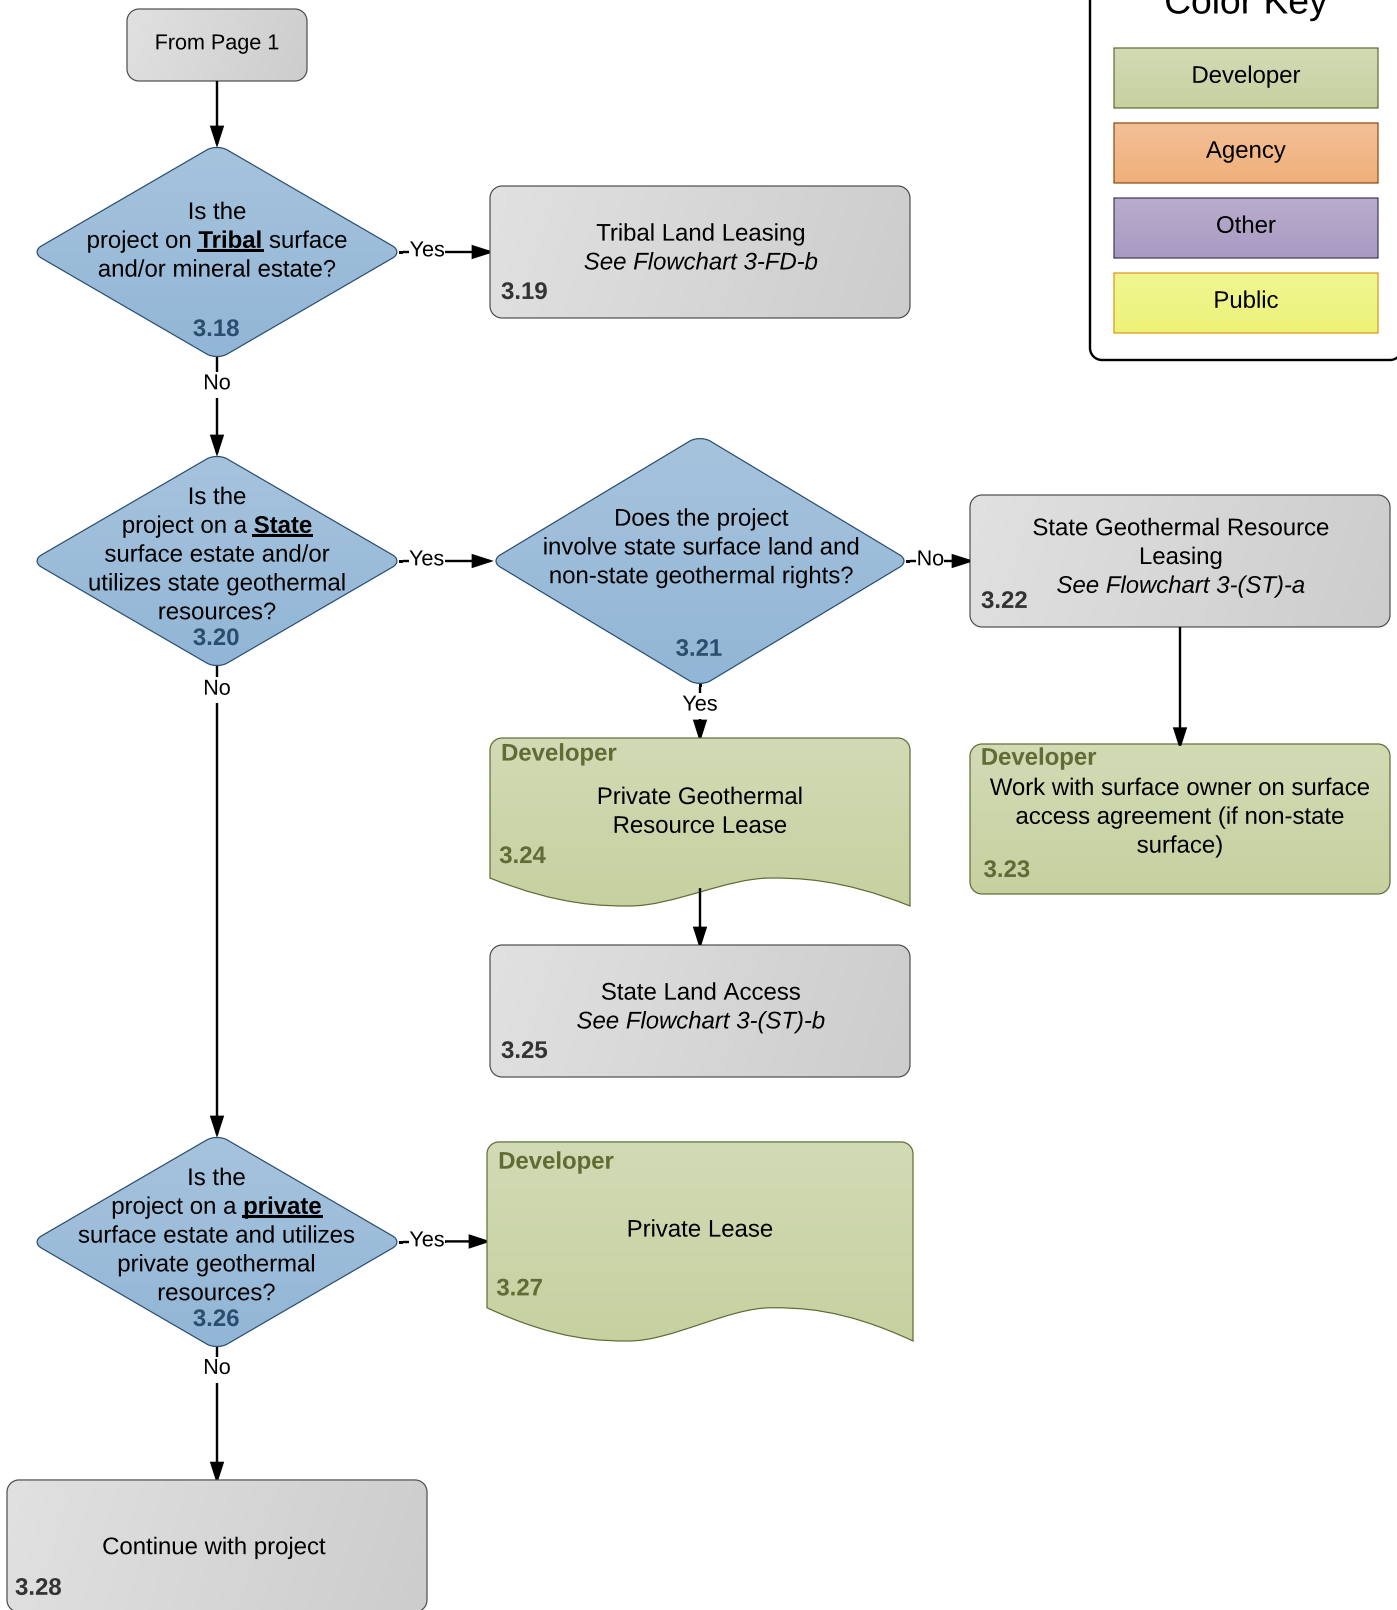 From Page 1
Color Key
Developer
Agency
Other
Public
Is the
project on Tribal surface
and/or mineral estate?
3.18
Yes
Tribal Land Leasing
See Flowchart 3-FD-b
3.19
No
Is the
project on a State
surface estate and/or
utilizes state geothermal
resources?
3.20
Yes
Does the project
involve state surface land and
non-state geothermal rights?
3.21
No
State Geothermal Resource
Leasing
See Flowchart 3-(ST)-a
3.22
No
Yes
Developer
Private Geothermal
Resource Lease
3.24
Developer
Work with surface owner on surface
access agreement (if non-state
surface)
3.23
State Land Access
See Flowchart 3-(ST)-b
3.25
Is the
project on a private
surface estate and utilizes
private geothermal
resources?
3.26
Yes
Developer
Private Lease
3.27
No
Continue with project
3.28